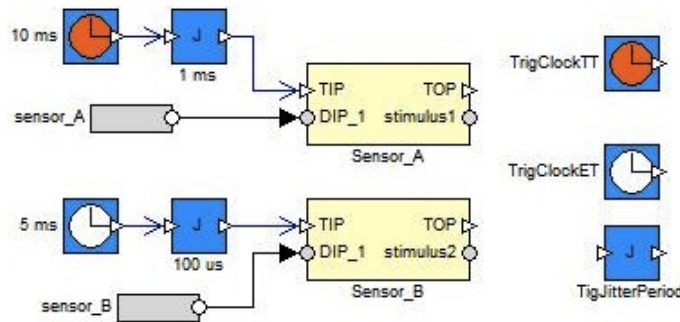 10 ms
J
1 ms
TIP TOP
sensor_A
DIP_1 stimulus1
Sensor_A
5 ms
J
100 us
TIP TOP
DIP_1 stimulus2
sensor_B
Sensor_B
TrigClockTT
TrigClockET
J
TigJitterPeriod